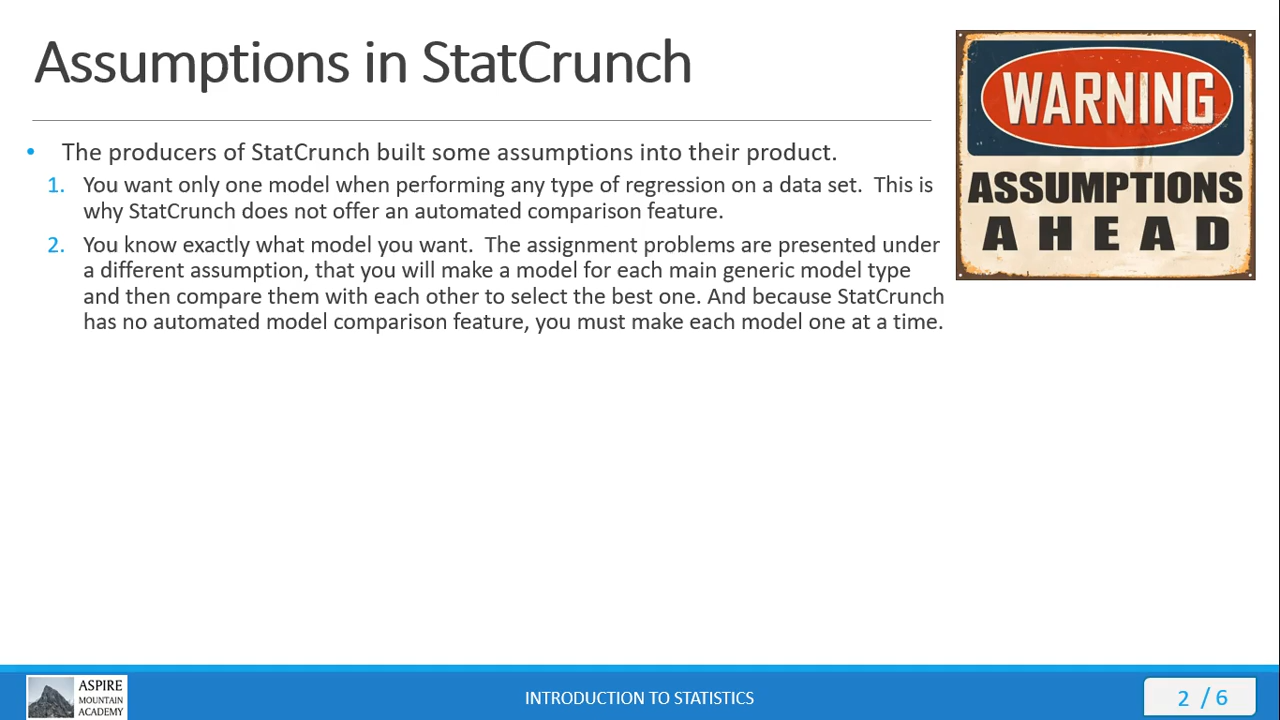 Assumptions in StatCrunch
WARNING
ASSUMPTIONS
AHEAD
• The producers of StatCrunch built some assumptions into their product.
1. You want only one model when performing any type of regression on a data set. This is
why StatCrunch does not offer an automated comparison feature.
2. You know exactly what model you want. The assignment problems are presented under
a different assumption, that you will make a model for each main generic model type
and then compare them with each other to select the best one. And because StatCrunch
has no automated model comparison feature, you must make each model one at a time.
ASPIRE
MOUNTAIN
ACADEMY
INTRODUCTION TO STATISTICS
2 / 6